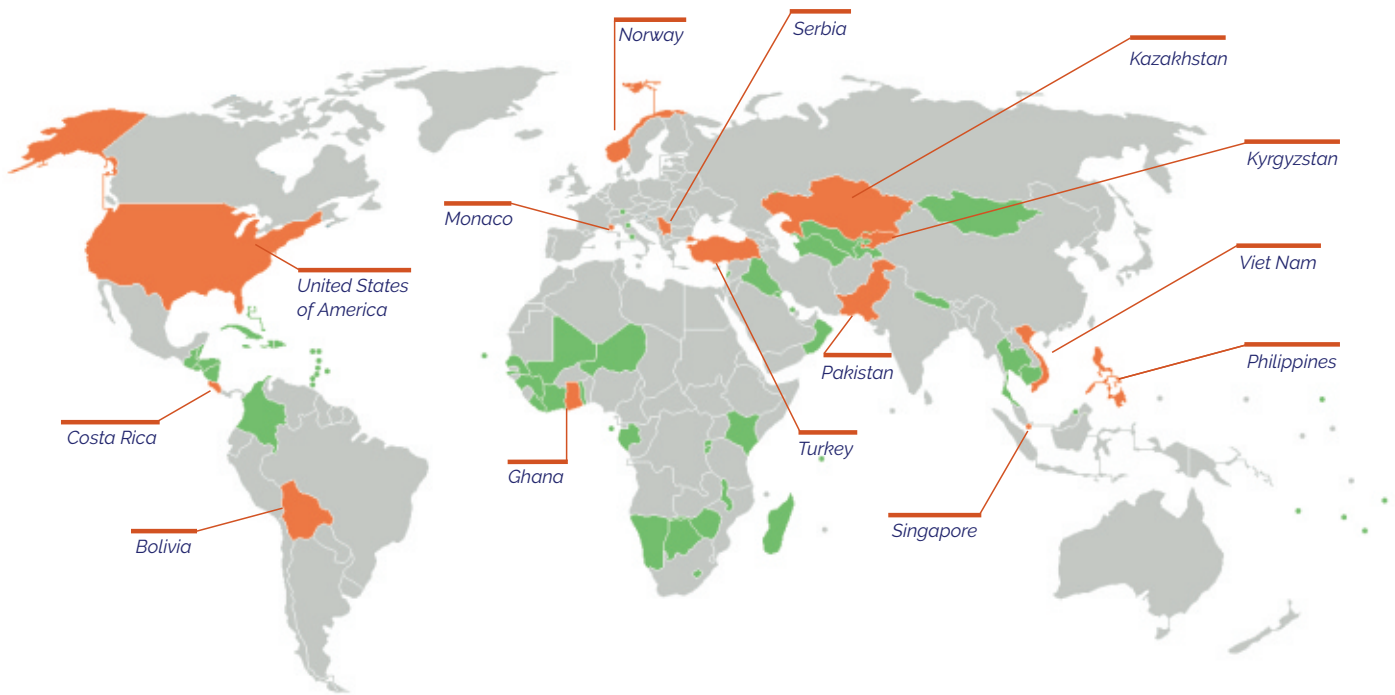 Norway
Serbia
Kazakhstan
Kyrgyzstan
Monaco
Viet Nam
United States
of America
Pakistan
Philippines
Costa Rica
Turkey
Ghana
Singapore
Bolivia